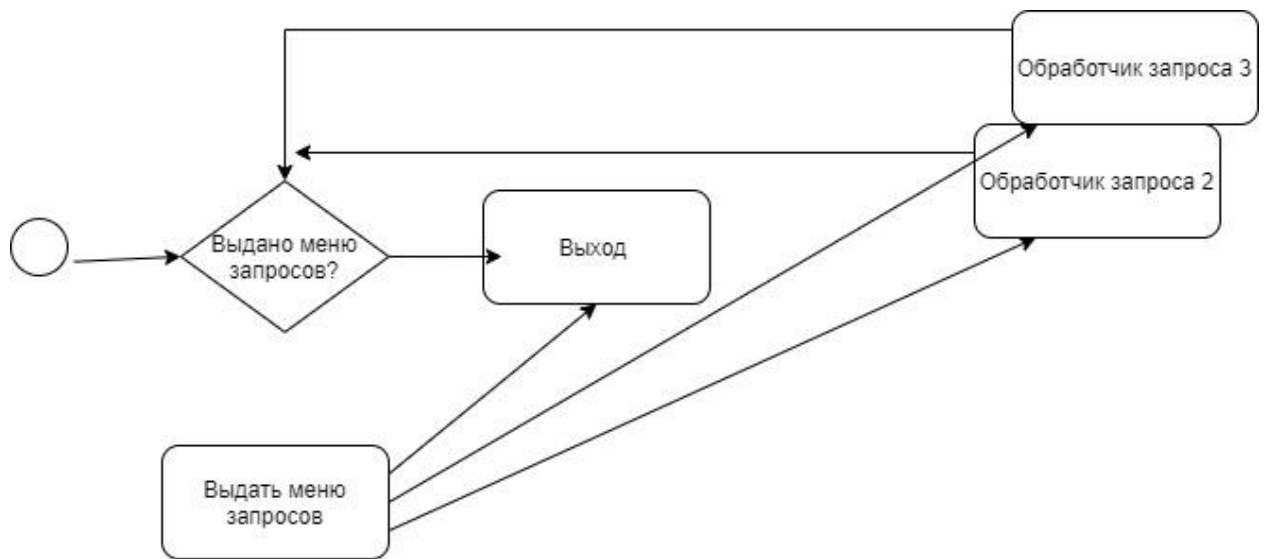 Обработчик запроса 3
Обработчик запроса 2
Выдано меню
запросов?
Выход
Выдать меню
запросов